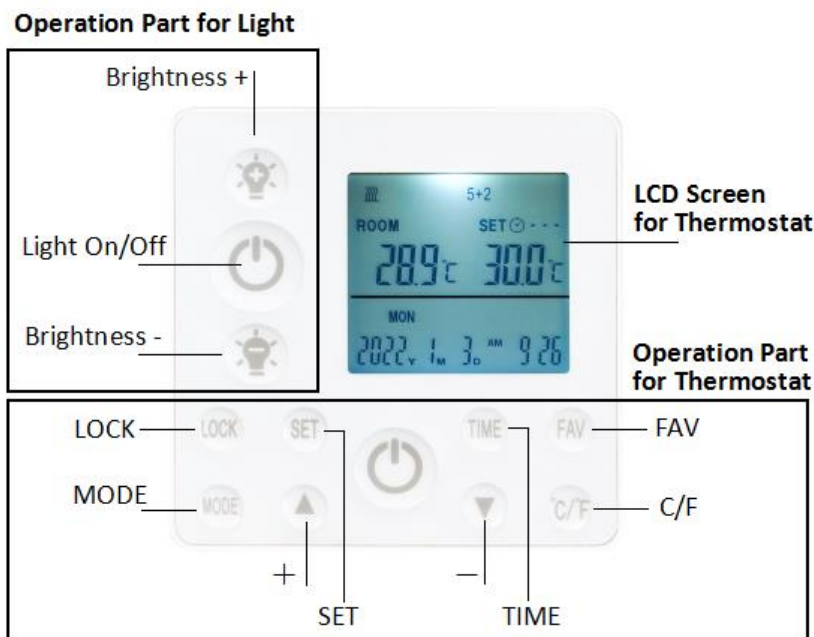 Operation Part for Light
Brightness +
Light On/Off
Brightness -
5+2
ROOM SET - - -
28.9℃ 30.0℃
MON
2022Y 1M 3D AM 9 26
LCD Screen
for Thermostat
Operation Part
for Thermostat
LOCK LOCK SET TIME FAV FAV
MODE MODE ℃/℉ C/F
+ −
SET TIME